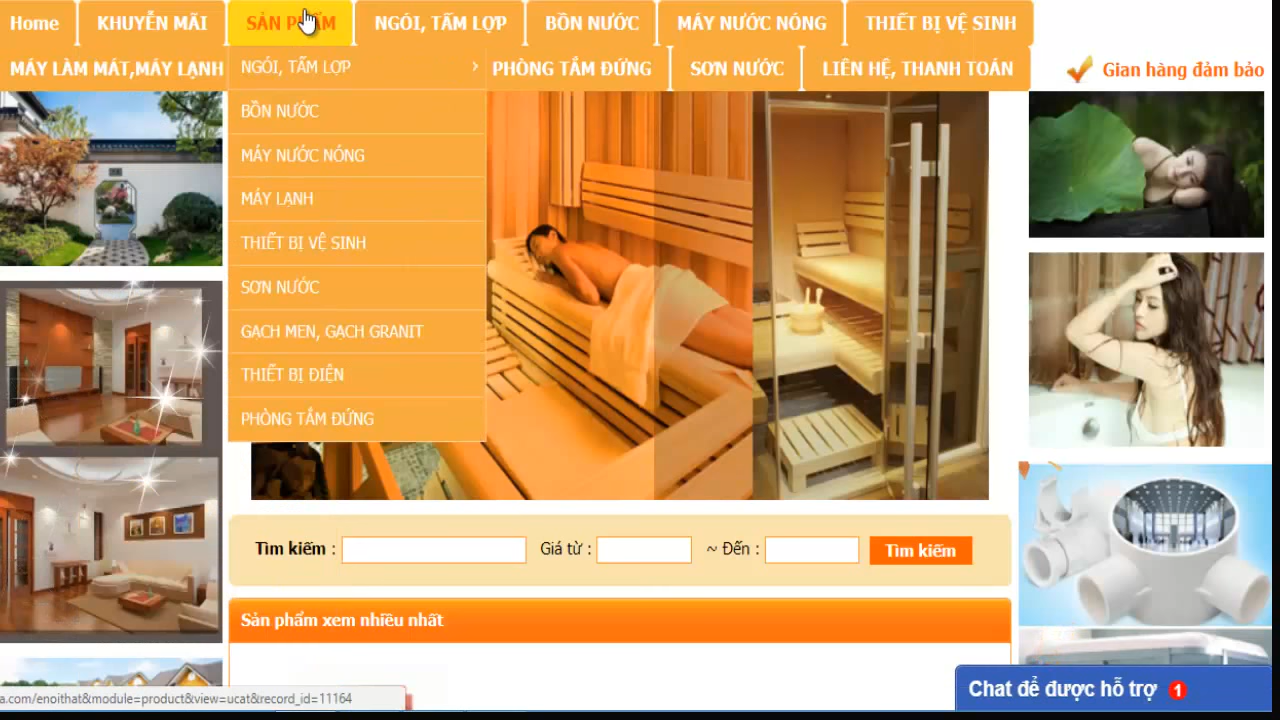 Home
KHUYẾN MÃI
SẢN PHẨM
NGÓI, TẤM LỢP
BỒN NƯỚC
MÁY NƯỚC NÓNG
THIẾT BỊ VỆ SINH
MÁY LÀM MÁT,MÁY LẠNH
PHÒNG TẮM ĐỨNG
SƠN NƯỚC
LIÊN HỆ, THANH TOÁN
Gian hàng đảm bảo
NGÓI, TẤM LỢP
BỒN NƯỚC
MÁY NƯỚC NÓNG
MÁY LẠNH
THIẾT BỊ VỆ SINH
SƠN NƯỚC
GẠCH MEN, GẠCH GRANIT
THIẾT BỊ ĐIỆN
PHÒNG TẮM ĐỨNG
Tìm kiếm : Giá từ : ~ Đến : Tìm kiếm
Sản phẩm xem nhiều nhất
a.com/enoithat&module=product&view=ucat&record_id=11164
Chat để được hỗ trợ 1